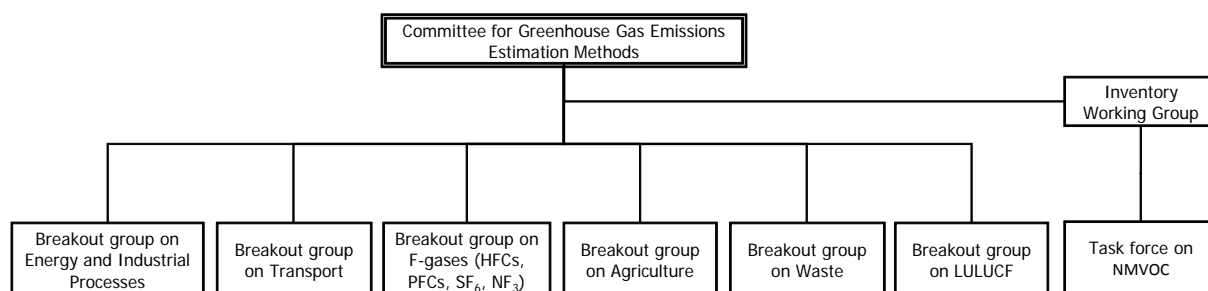 Committee for Greenhouse Gas Emissions
Estimation Methods
Inventory
Working Group
Breakout group on
Energy and Industrial
Processes
Breakout group
on Transport
Breakout group on
F-gases (HFCs,
PFCs, SF₆, NF₃)
Breakout group
on Agriculture
Breakout group
on Waste
Breakout group
on LULUCF
Task force on
NMVOC